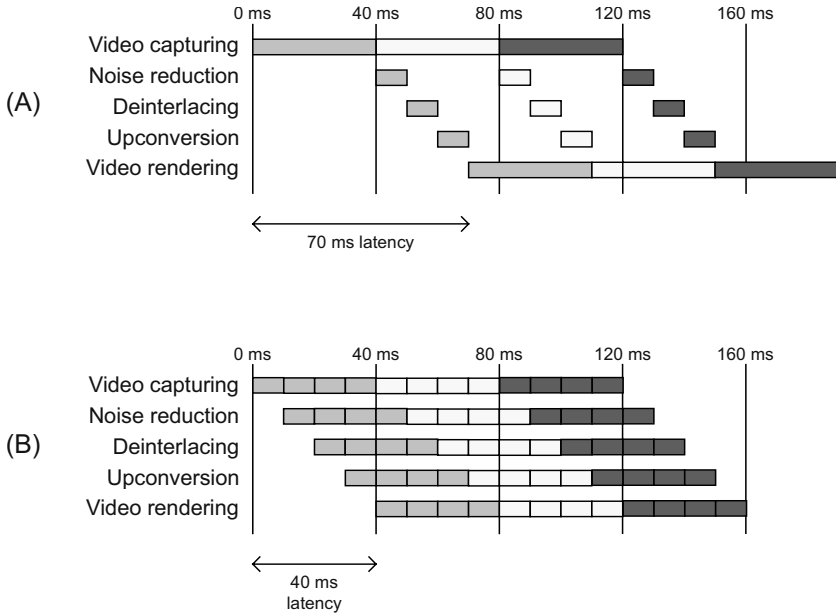 0 ms 40 ms 80 ms 120 ms 160 ms
Video capturing
Noise reduction
(A)
Deinterlacing
Upconversion
Video rendering
70 ms latency
0 ms 40 ms 80 ms 120 ms 160 ms
Video capturing
Noise reduction
(B)
Deinterlacing
Upconversion
Video rendering
40 ms
latency